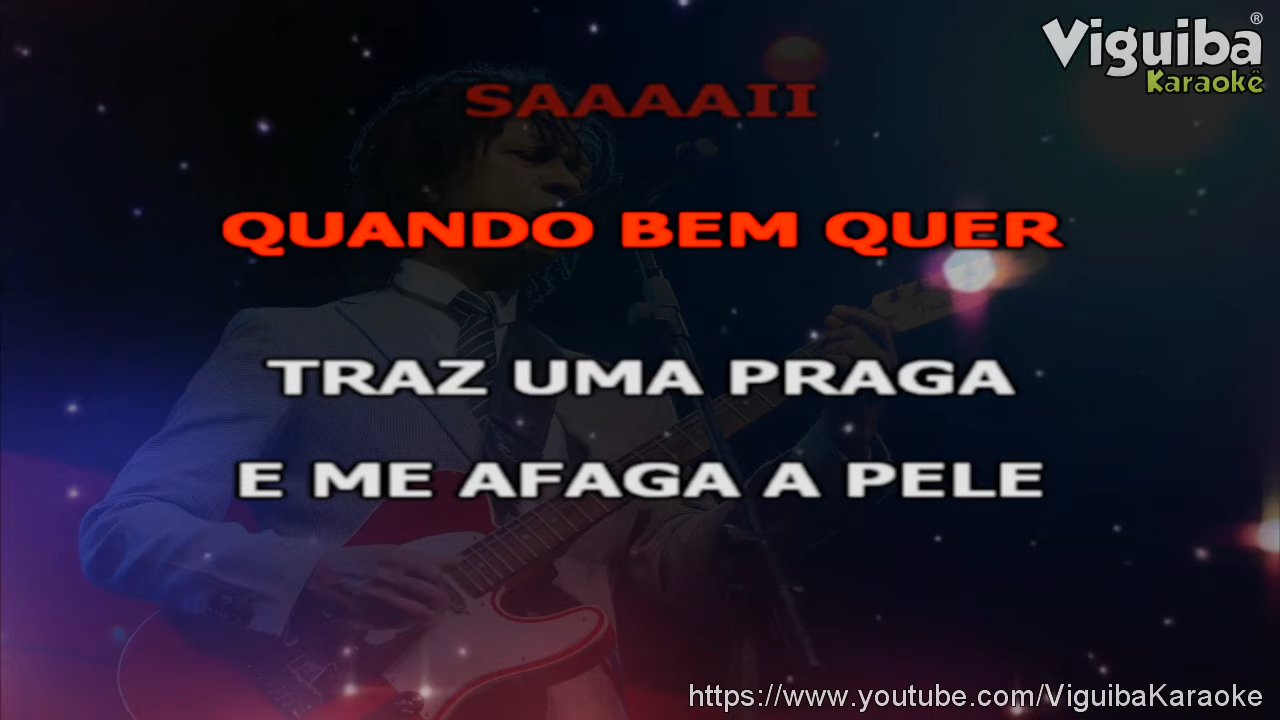 Viguiba®
Karaokê
SAAAAII
QUANDO BEM QUER
TRAZ UMA PRAGA
E ME AFAGA A PELE
https://www.youtube.com/ViguibaKaraoke